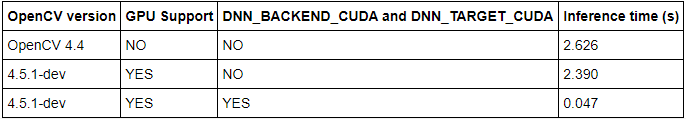 OpenCV version GPU Support DNN_BACKEND_CUDA and DNN_TARGET_CUDA Inference time (s)
OpenCV 4.4 NO NO 2.626
4.5.1-dev YES NO 2.390
4.5.1-dev YES YES 0.047